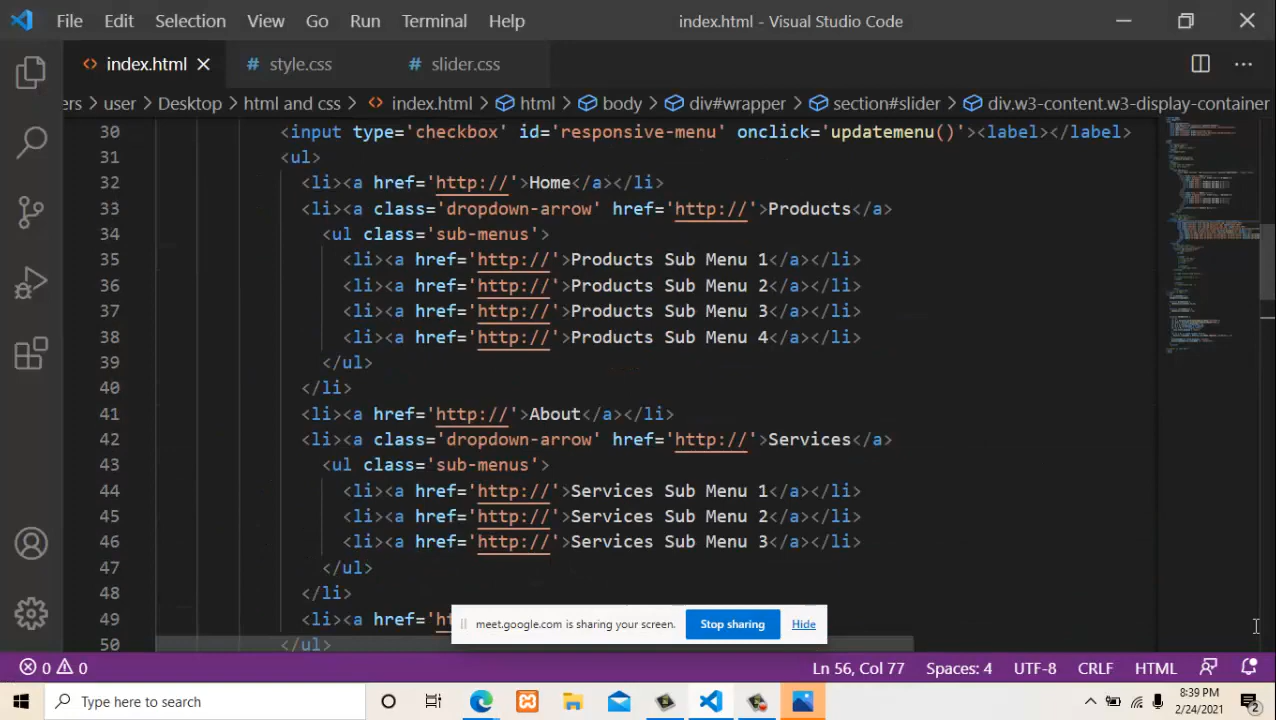 File Edit Selection View Go Run Terminal Help index.html - Visual Studio Code
index.html # style.css # slider.css
ers > user > Desktop > html and css > index.html > html > body > div#wrapper > section#slider > div.w3-content.w3-display-container
30 <input type='checkbox' id='responsive-menu' onclick='updatemenu()'><label></label>
31 <ul>
32 <li><a href='http://'>Home</a></li>
33 <li><a class='dropdown-arrow' href='http://'>Products</a>
34 <ul class='sub-menus'>
35 <li><a href='http://'>Products Sub Menu 1</a></li>
36 <li><a href='http://'>Products Sub Menu 2</a></li>
37 <li><a href='http://'>Products Sub Menu 3</a></li>
38 <li><a href='http://'>Products Sub Menu 4</a></li>
39 </ul>
40 </li>
41 <li><a href='http://'>About</a></li>
42 <li><a class='dropdown-arrow' href='http://'>Services</a>
43 <ul class='sub-menus'>
44 <li><a href='http://'>Services Sub Menu 1</a></li>
45 <li><a href='http://'>Services Sub Menu 2</a></li>
46 <li><a href='http://'>Services Sub Menu 3</a></li>
47 </ul>
48 </li>
49 <li><a href='ht
meet.google.com is sharing your screen. Stop sharing Hide
50 </ul>
0 0 Ln 56, Col 77 Spaces: 4 UTF-8 CRLF HTML
Type here to search
8:39 PM
2/24/2021
2